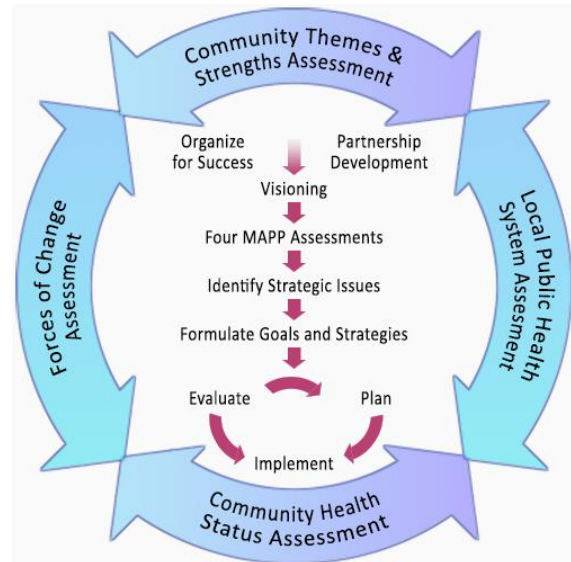 Community Themes &
Strengths Assessment
Organize
for Success
Partnership
Development
Visioning
Four MAPP Assessments
Identify Strategic Issues
Formulate Goals and Strategies
Evaluate
Plan
Implement
Forces of Change
Assessment
Local Public Health
System Assesment
Community Health
Status Assessment